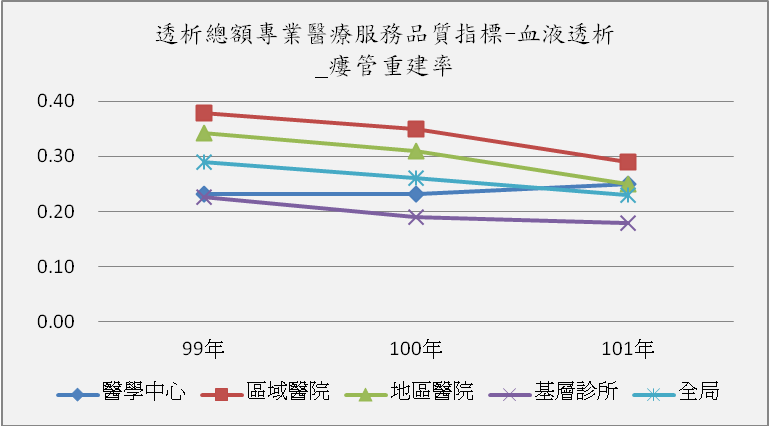 透析總額專業醫療服務品質指標-血液透析
_瘻管重建率
0.40
0.30
0.20
0.10
0.00
99年 100年 101年
醫學中心 區域醫院 地區醫院 基層診所 全局